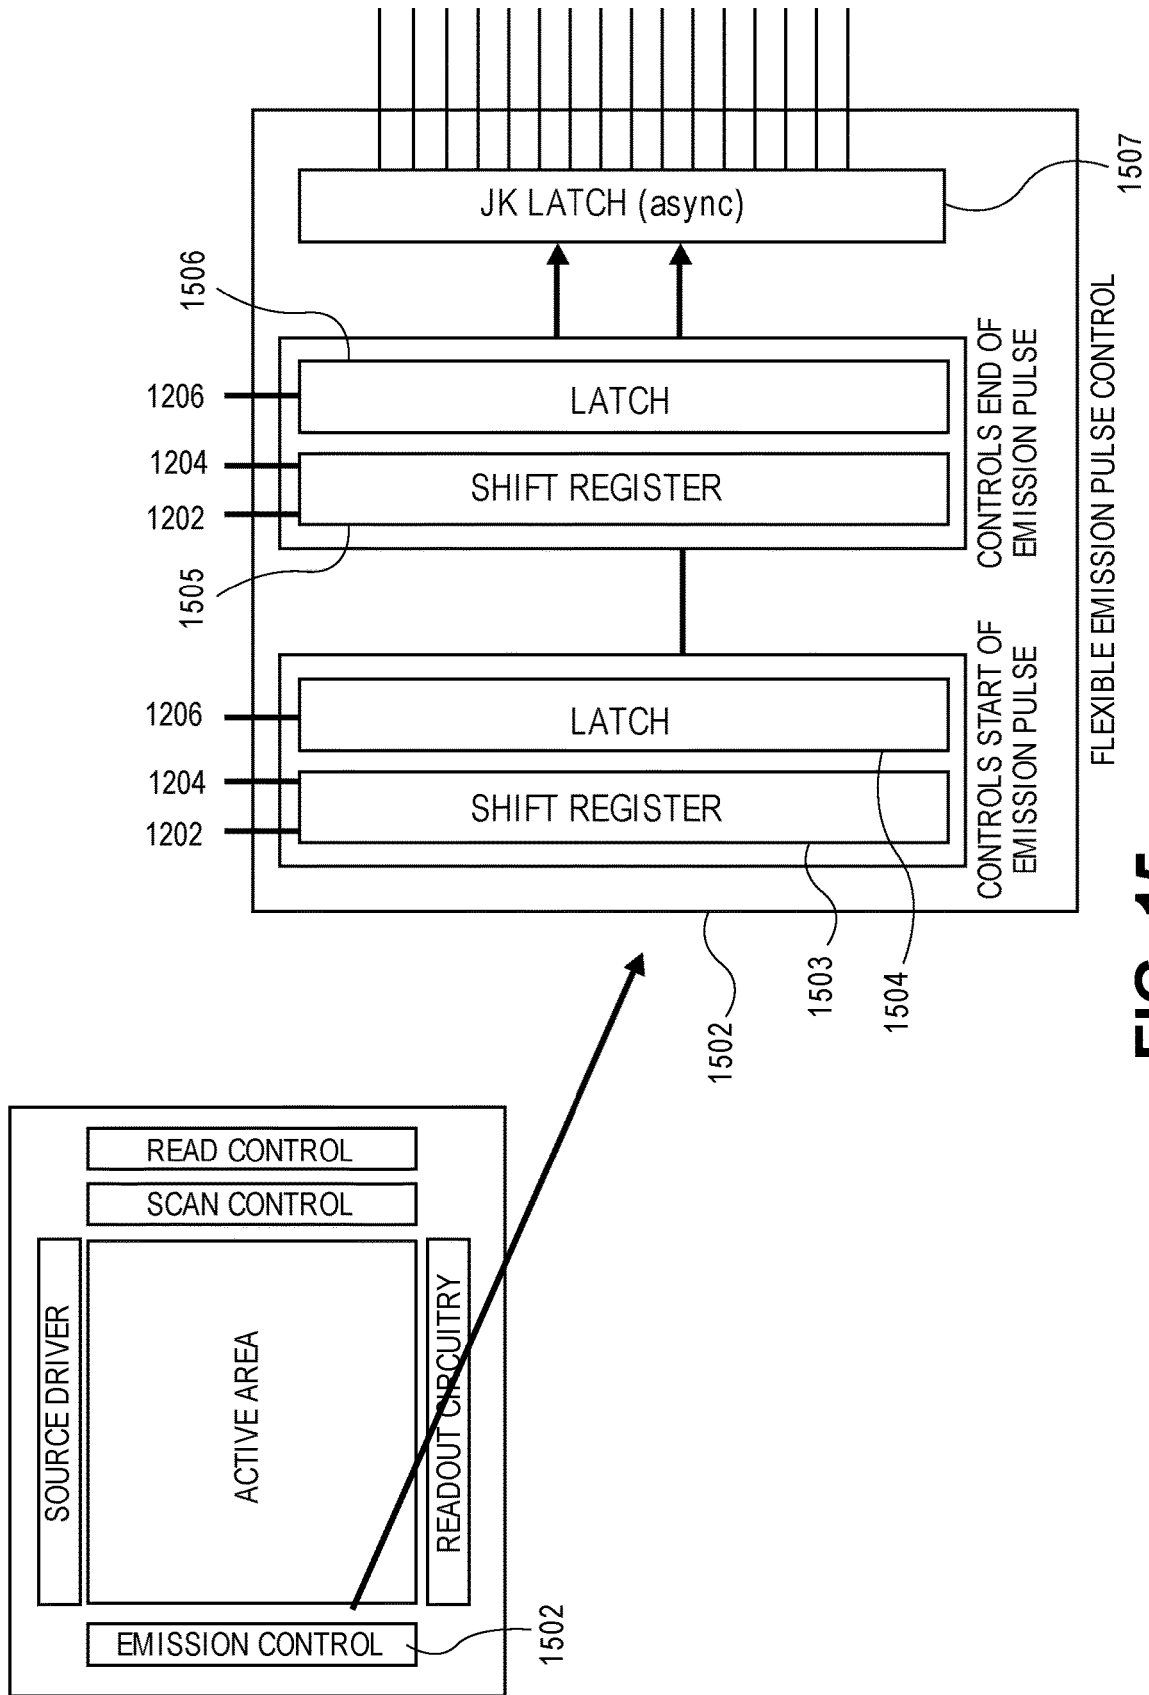 SOURCE DRIVER
EMISSION CONTROL
ACTIVE AREA
SCAN CONTROL
READ CONTROL
READOUT CIRCUITRY
1502
1202
1204
1206
1202
1204
1206
1505
1506
SHIFT REGISTER
LATCH
SHIFT REGISTER
LATCH
JK LATCH (async)
CONTROLS START OF
EMISSION PULSE
CONTROLS END OF
EMISSION PULSE
1502
1503
1504
FLEXIBLE EMISSION PULSE CONTROL
1507
FIG. 15